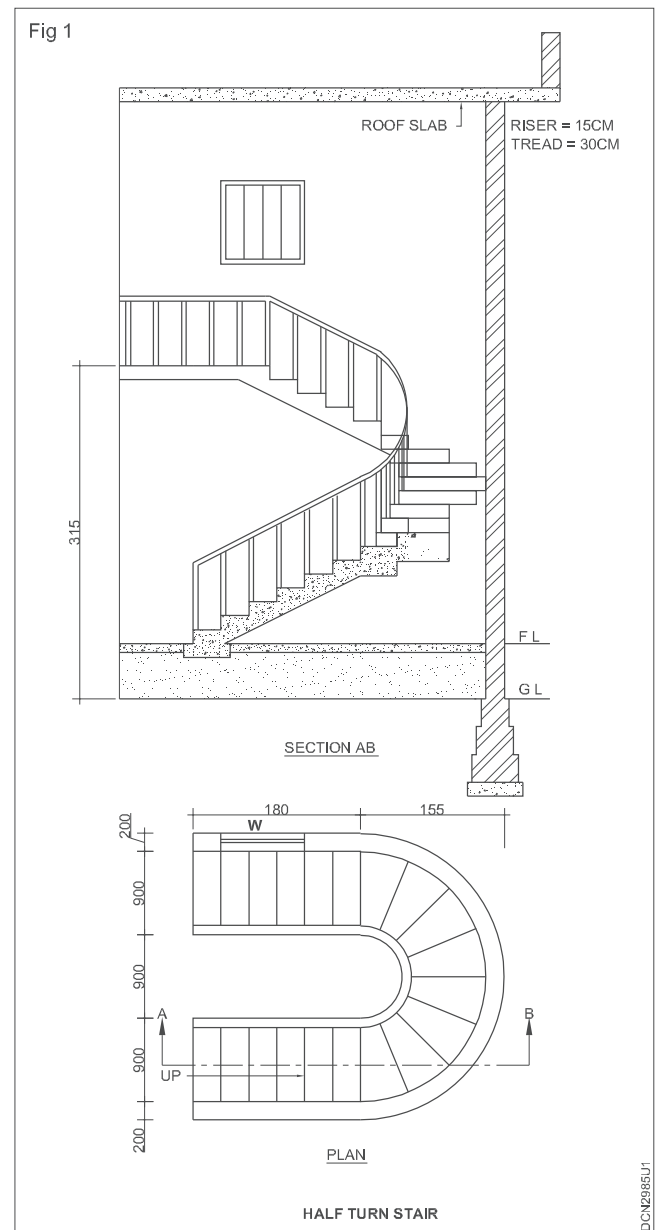 Fig 1
ROOF SLAB
RISER = 15CM
TREAD = 30CM
315
F L
G L
SECTION AB
180
155
200
W
900
900
A
B
900
UP
200
PLAN
HALF TURN STAIR
DCN2985U1